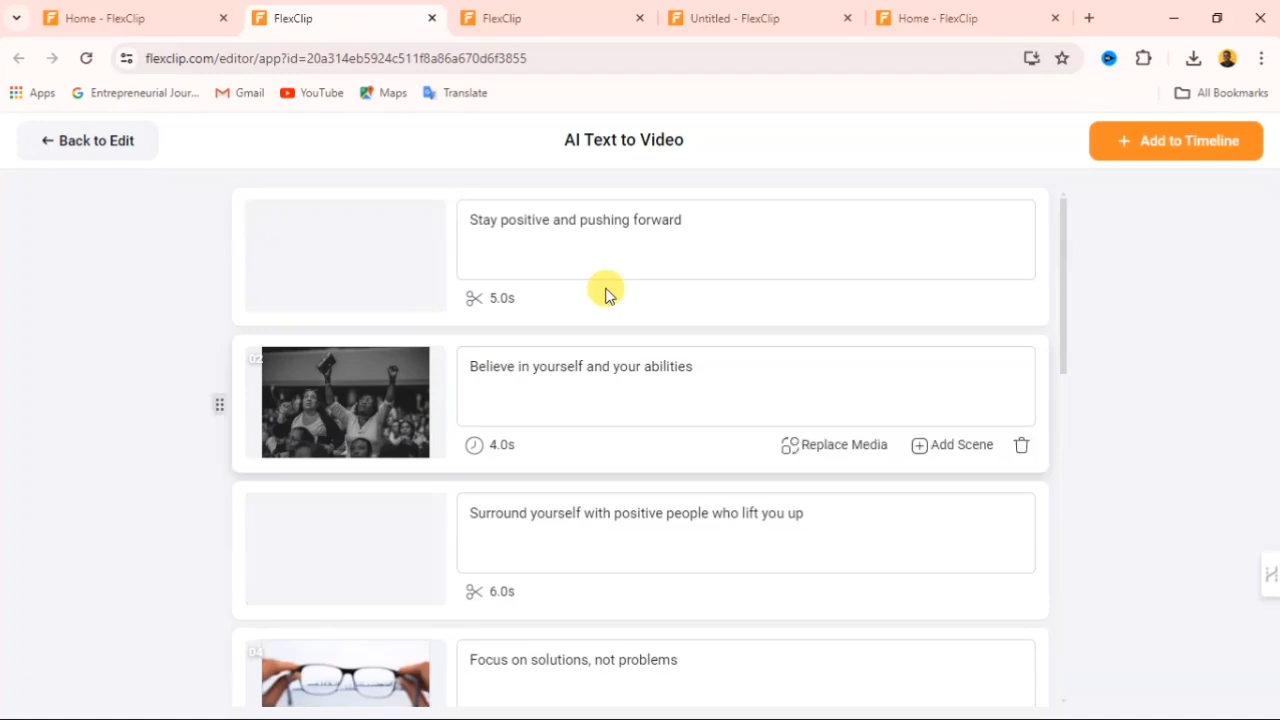 Home - FlexClip
FlexClip
FlexClip
Untitled - FlexClip
Home - FlexClip
flexclip.com/editor/app?id=20a314eb5924c511f8a86a670d6f3855
Apps
Entrepreneurial Jour...
Gmail
YouTube
Maps
Translate
All Bookmarks
Back to Edit
AI Text to Video
Add to Timeline
Stay positive and pushing forward
5.0s
02
Believe in yourself and your abilities
4.0s
Replace Media
Add Scene
Surround yourself with positive people who lift you up
6.0s
04
Focus on solutions, not problems